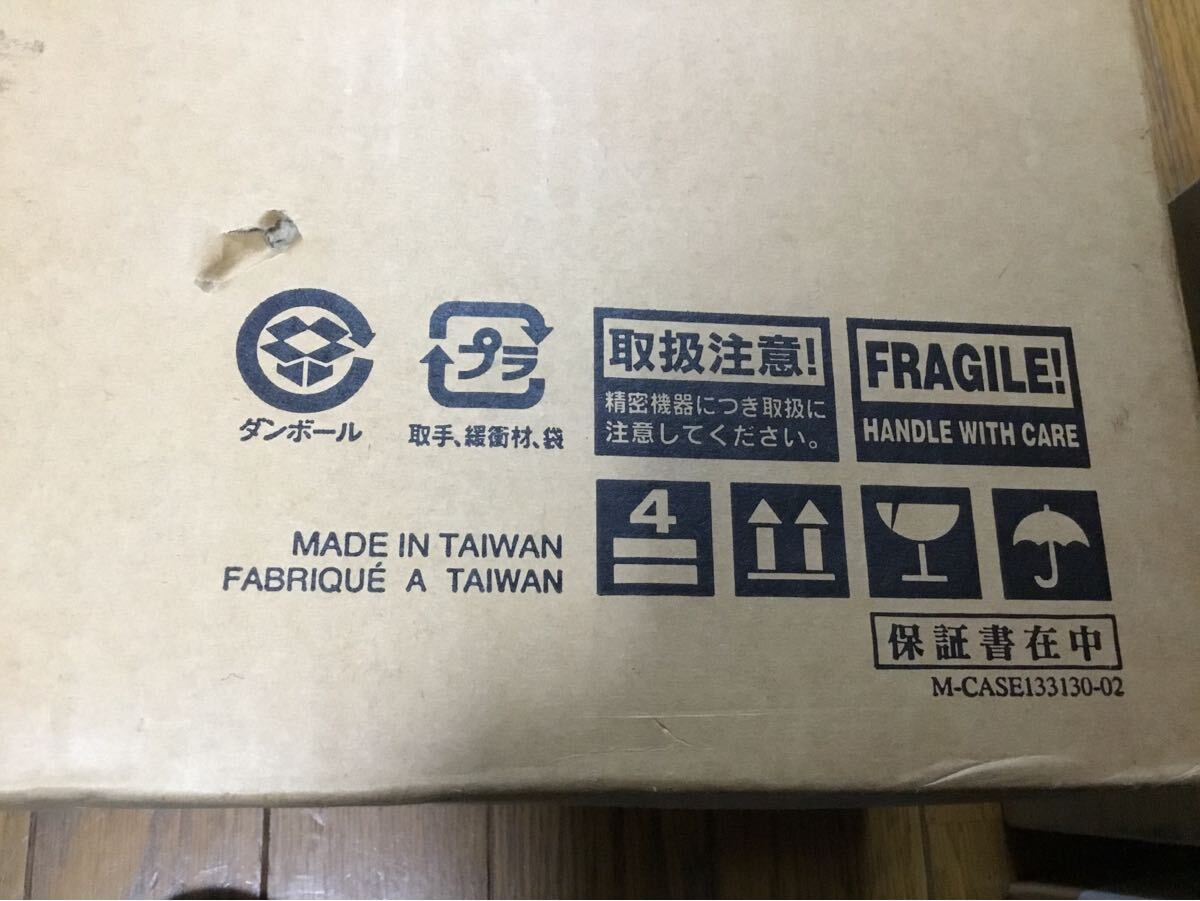 プラ
ダンボール
取手、緩衝材、袋
取扱注意!
精密機器につき取扱に
注意してください。
FRAGILE!
HANDLE WITH CARE
MADE IN TAIWAN
FABRIQUÉ A TAIWAN
4
保証書在中
M-CASE133130-02